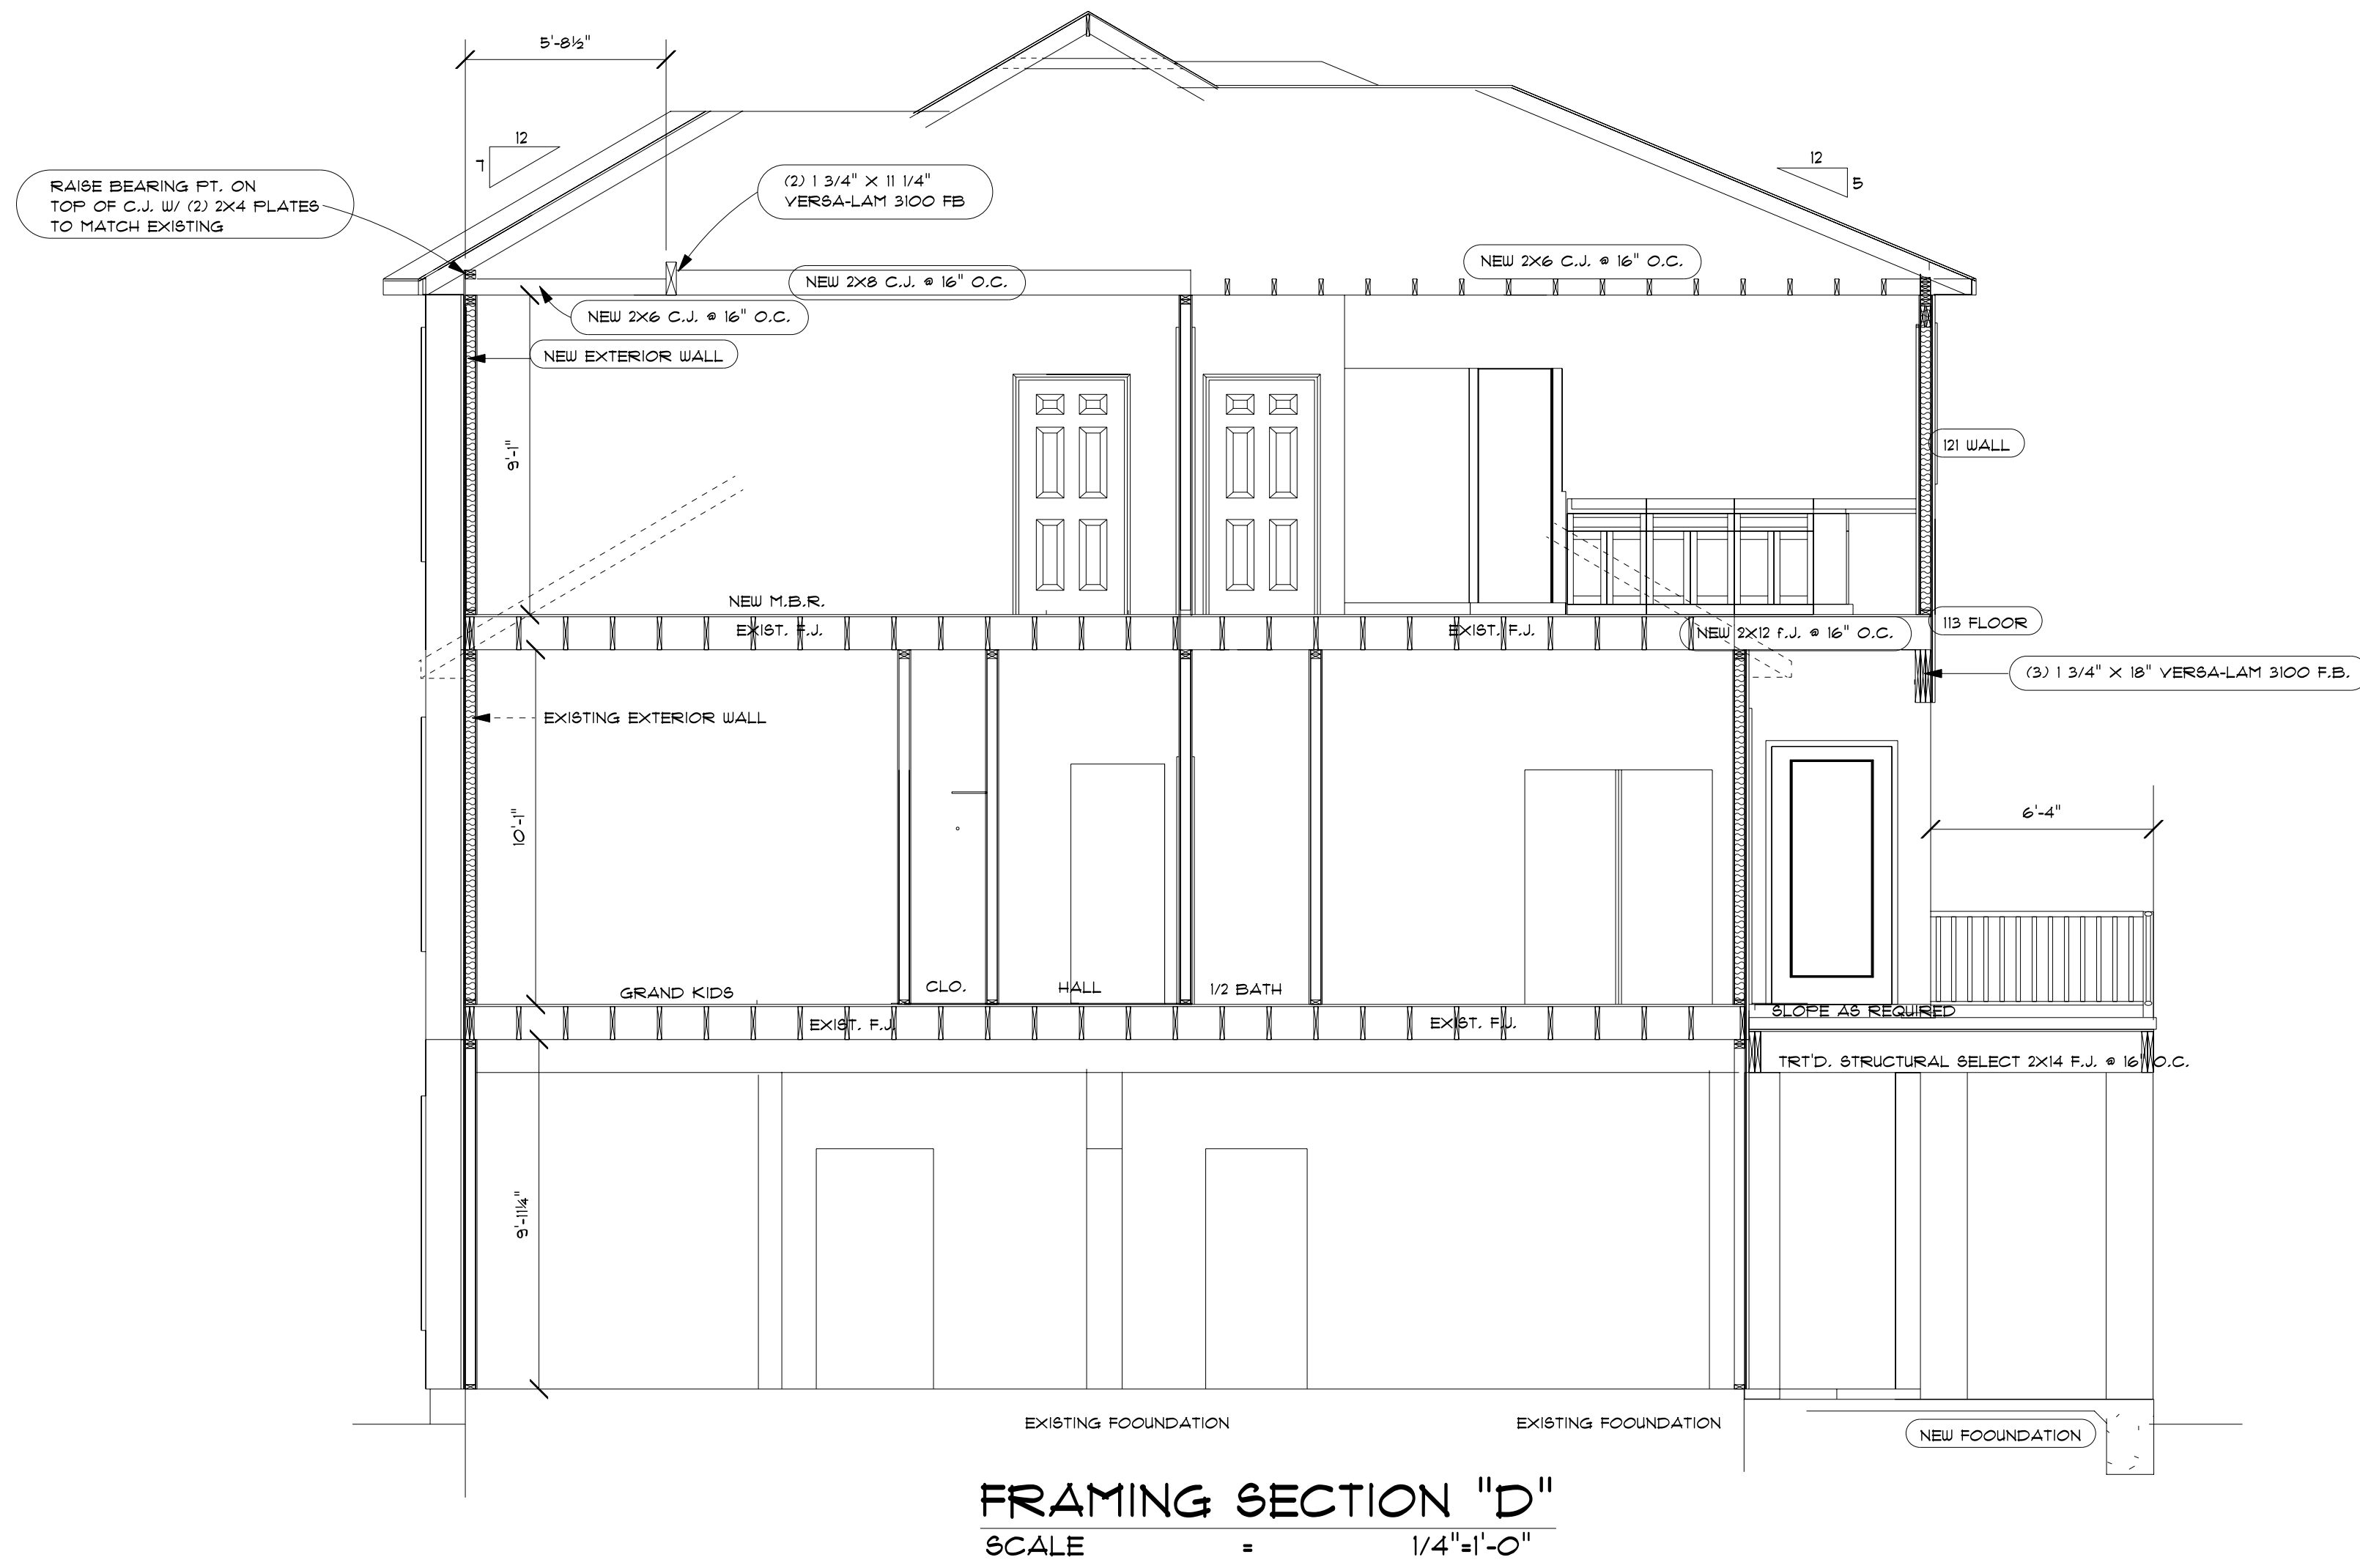 5'-8½"
12
7
RAISE BEARING PT. ON
TOP OF C.J. W/ (2) 2X4 PLATES
TO MATCH EXISTING
(2) 1 3/4" X 11 1/4"
VERSA-LAM 3100 FB
12
5
NEW 2X6 C.J. @ 16" O.C.
NEW 2X8 C.J. @ 16" O.C.
NEW 2X6 C.J. @ 16" O.C.
NEW EXTERIOR WALL
9'-1"
121 WALL
NEW M.B.R.
EXIST. F.J.
EXIST. F.J.
NEW 2X12 f.J. @ 16" O.C.
113 FLOOR
(3) 1 3/4" X 18" VERSA-LAM 3100 F.B.
EXISTING EXTERIOR WALL
10'-1"
6'-4"
GRAND KIDS
CLO.
HALL
1/2 BATH
SLOPE AS REQUIRED
EXIST. F.J.
EXIST. F.J.
TRT'D. STRUCTURAL SELECT 2X14 F.J. @ 16" O.C.
9'-11¼"
EXISTING FOOUNDATION
EXISTING FOOUNDATION
NEW FOOUNDATION
FRAMING SECTION "D"
SCALE = 1/4"=1'-0"